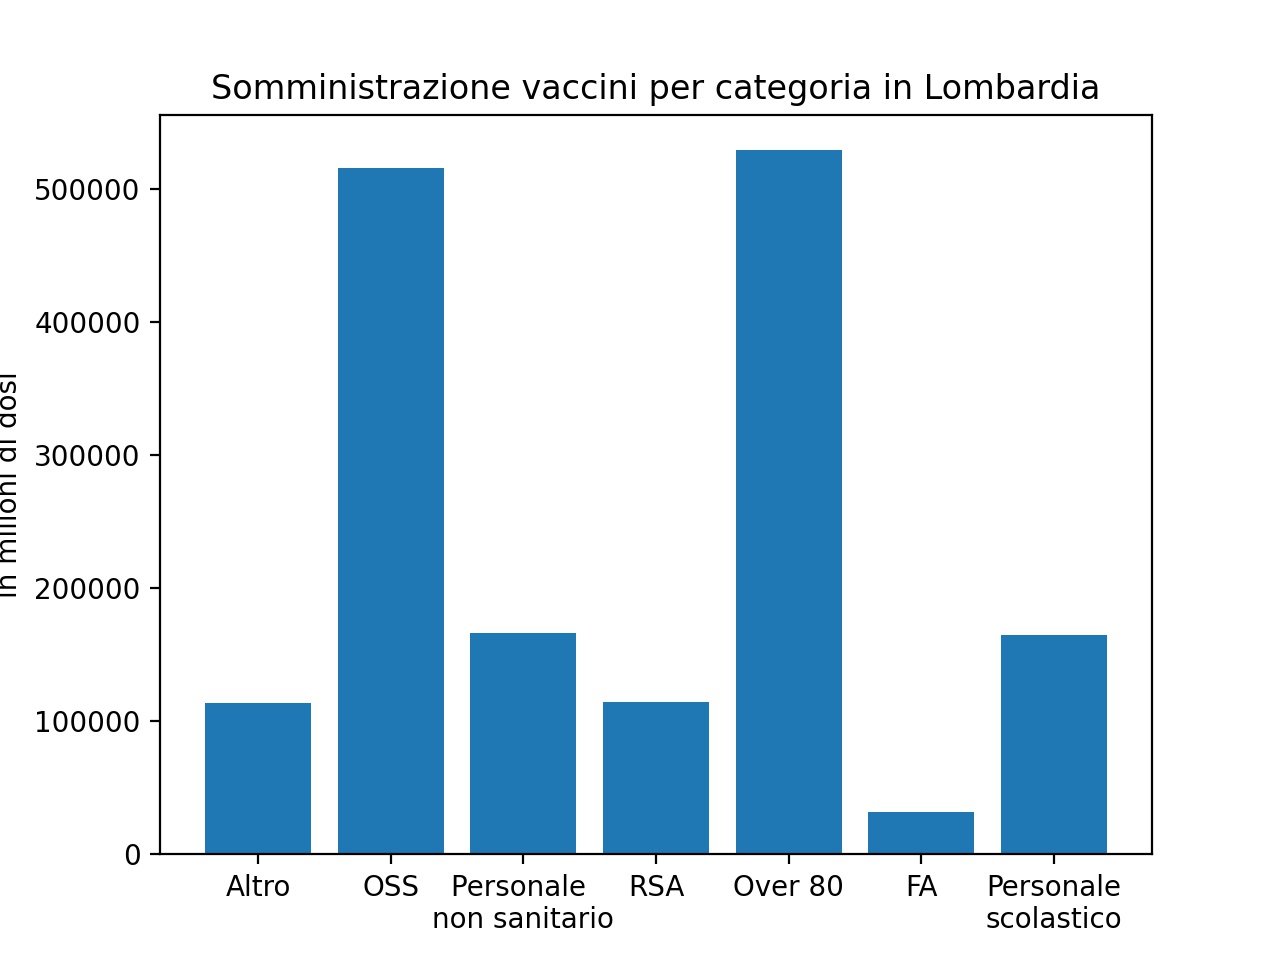 Somministrazione vaccini per categoria in Lombardia
in milioni di dosi
500000
400000
300000
200000
100000
0
Altro
OSS
Personale
non sanitario
RSA
Over 80
FA
Personale
scolastico